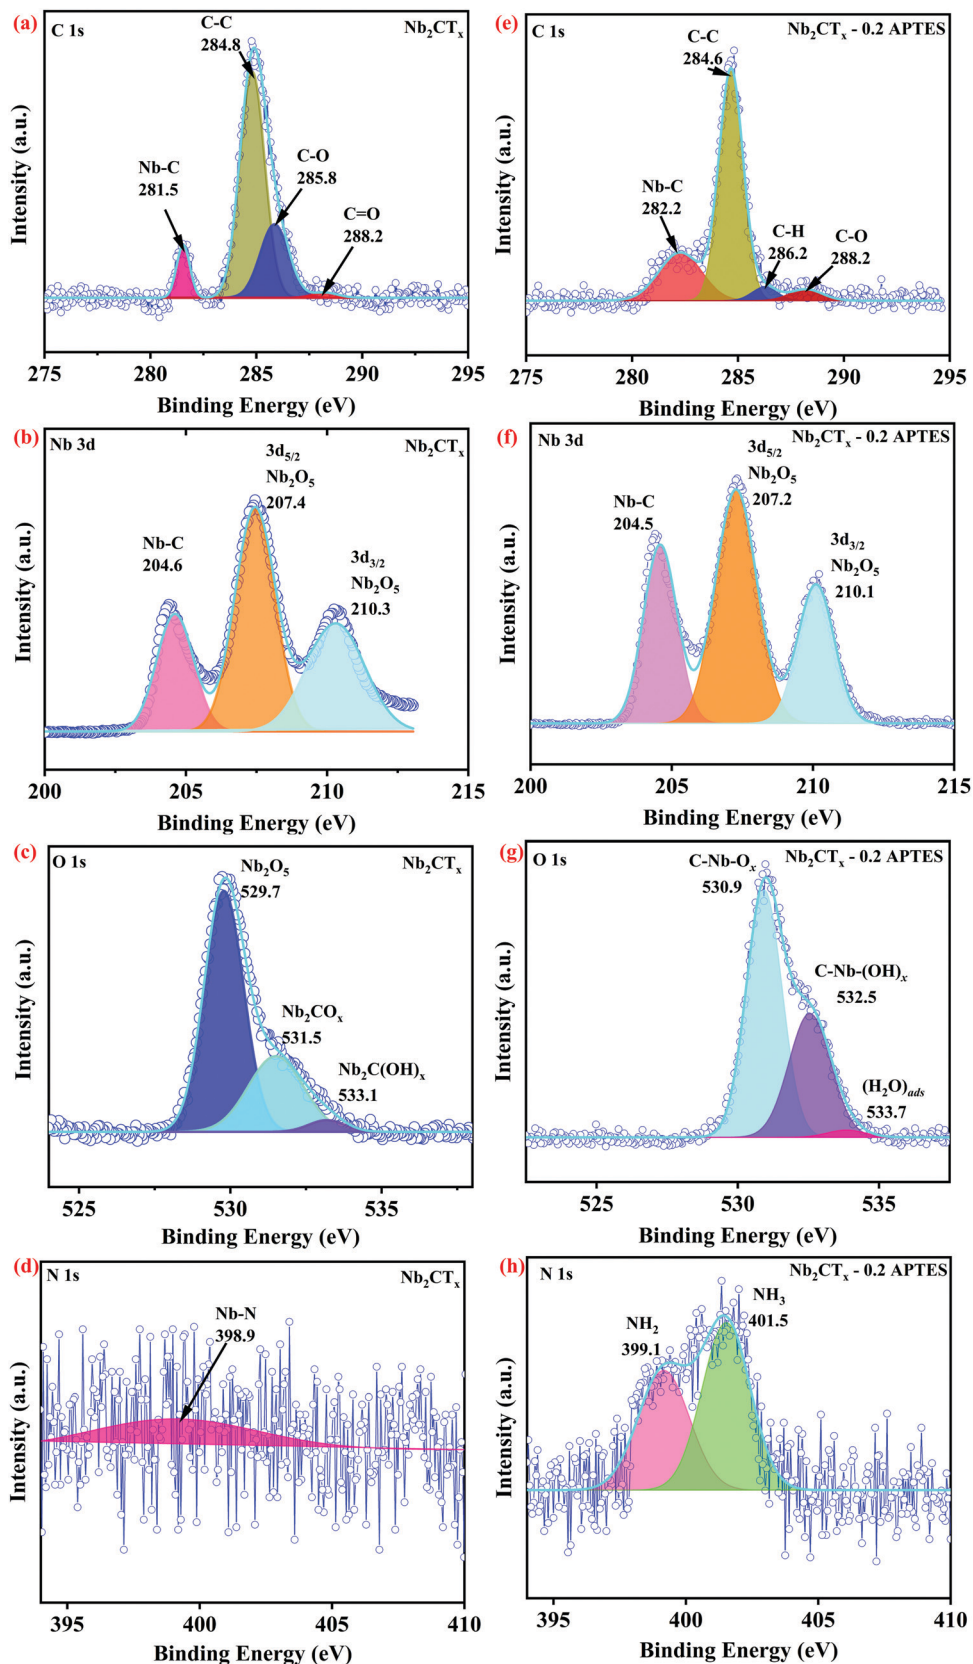 (a)
C 1s
Nb₂CTₓ
C-C
284.8
Nb-C
281.5
C-O
285.8
C=O
288.2
Intensity (a.u.)
275 280 285 290 295
Binding Energy (eV)
(e)
C 1s
Nb₂CTₓ - 0.2 APTES
C-C
284.6
Nb-C
282.2
C-H
286.2
C-O
288.2
Intensity (a.u.)
275 280 285 290 295
Binding Energy (eV)
(b)
Nb 3d
Nb₂CTₓ
3d₅/₂
Nb₂O₅
207.4
Nb-C
204.6
3d₃/₂
Nb₂O₅
210.3
Intensity (a.u.)
200 205 210 215
Binding Energy (eV)
(f)
Nb 3d
Nb₂CTₓ - 0.2 APTES
3d₅/₂
Nb₂O₅
207.2
Nb-C
204.5
3d₃/₂
Nb₂O₅
210.1
Intensity (a.u.)
200 205 210 215
Binding Energy (eV)
(c)
O 1s
Nb₂CTₓ
Nb₂O₅
529.7
Nb₂COₓ
531.5
Nb₂C(OH)ₓ
533.1
Intensity (a.u.)
525 530 535
Binding Energy (eV)
(g)
O 1s
Nb₂CTₓ - 0.2 APTES
C-Nb-Oₓ
530.9
C-Nb-(OH)ₓ
532.5
(H₂O)ads
533.7
Intensity (a.u.)
525 530 535
Binding Energy (eV)
(d)
N 1s
Nb₂CTₓ
Nb-N
398.9
Intensity (a.u.)
395 400 405 410
Binding Energy (eV)
(h)
N 1s
Nb₂CTₓ - 0.2 APTES
NH₃
401.5
NH₂
399.1
Intensity (a.u.)
395 400 405 410
Binding Energy (eV)